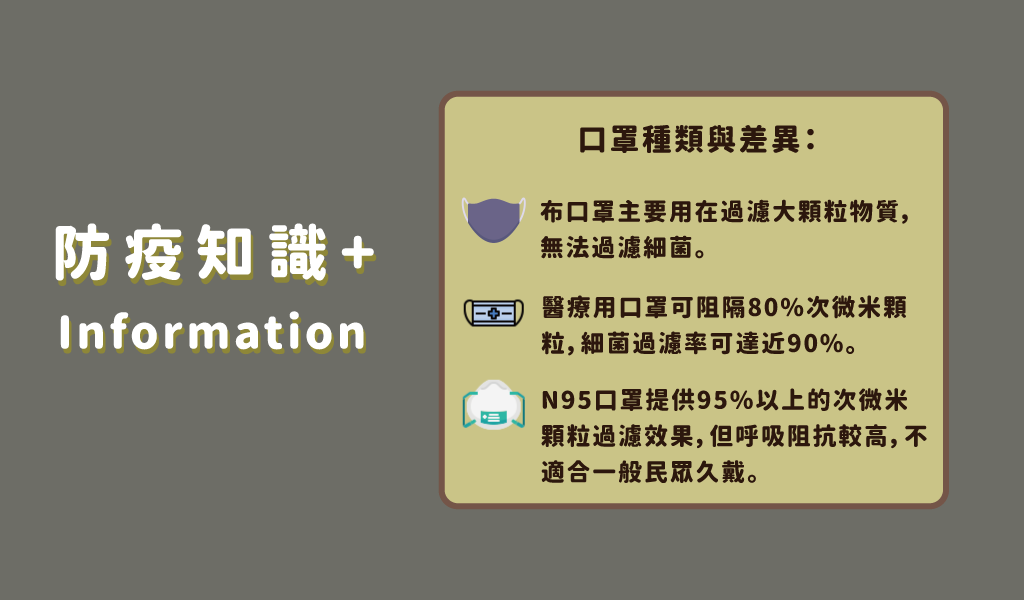 防疫知識+
Information
口罩種類與差異：
布口罩主要用在過濾大顆粒物質，
無法過濾細菌。
醫療用口罩可阻隔80%次微米顆
粒，細菌過濾率可達近90%。
N95口罩提供95%以上的次微米
顆粒過濾效果，但呼吸阻抗較高，不
適合一般民眾久戴。